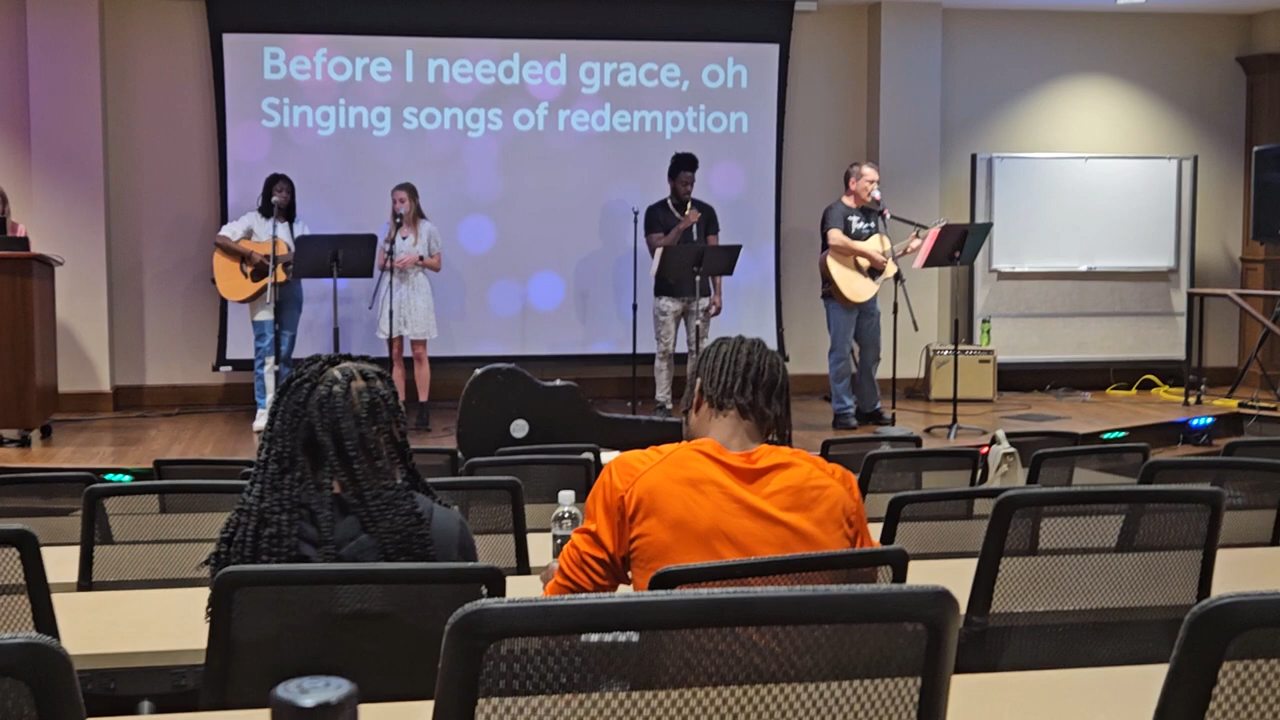 Before I needed grace, oh
Singing songs of redemption